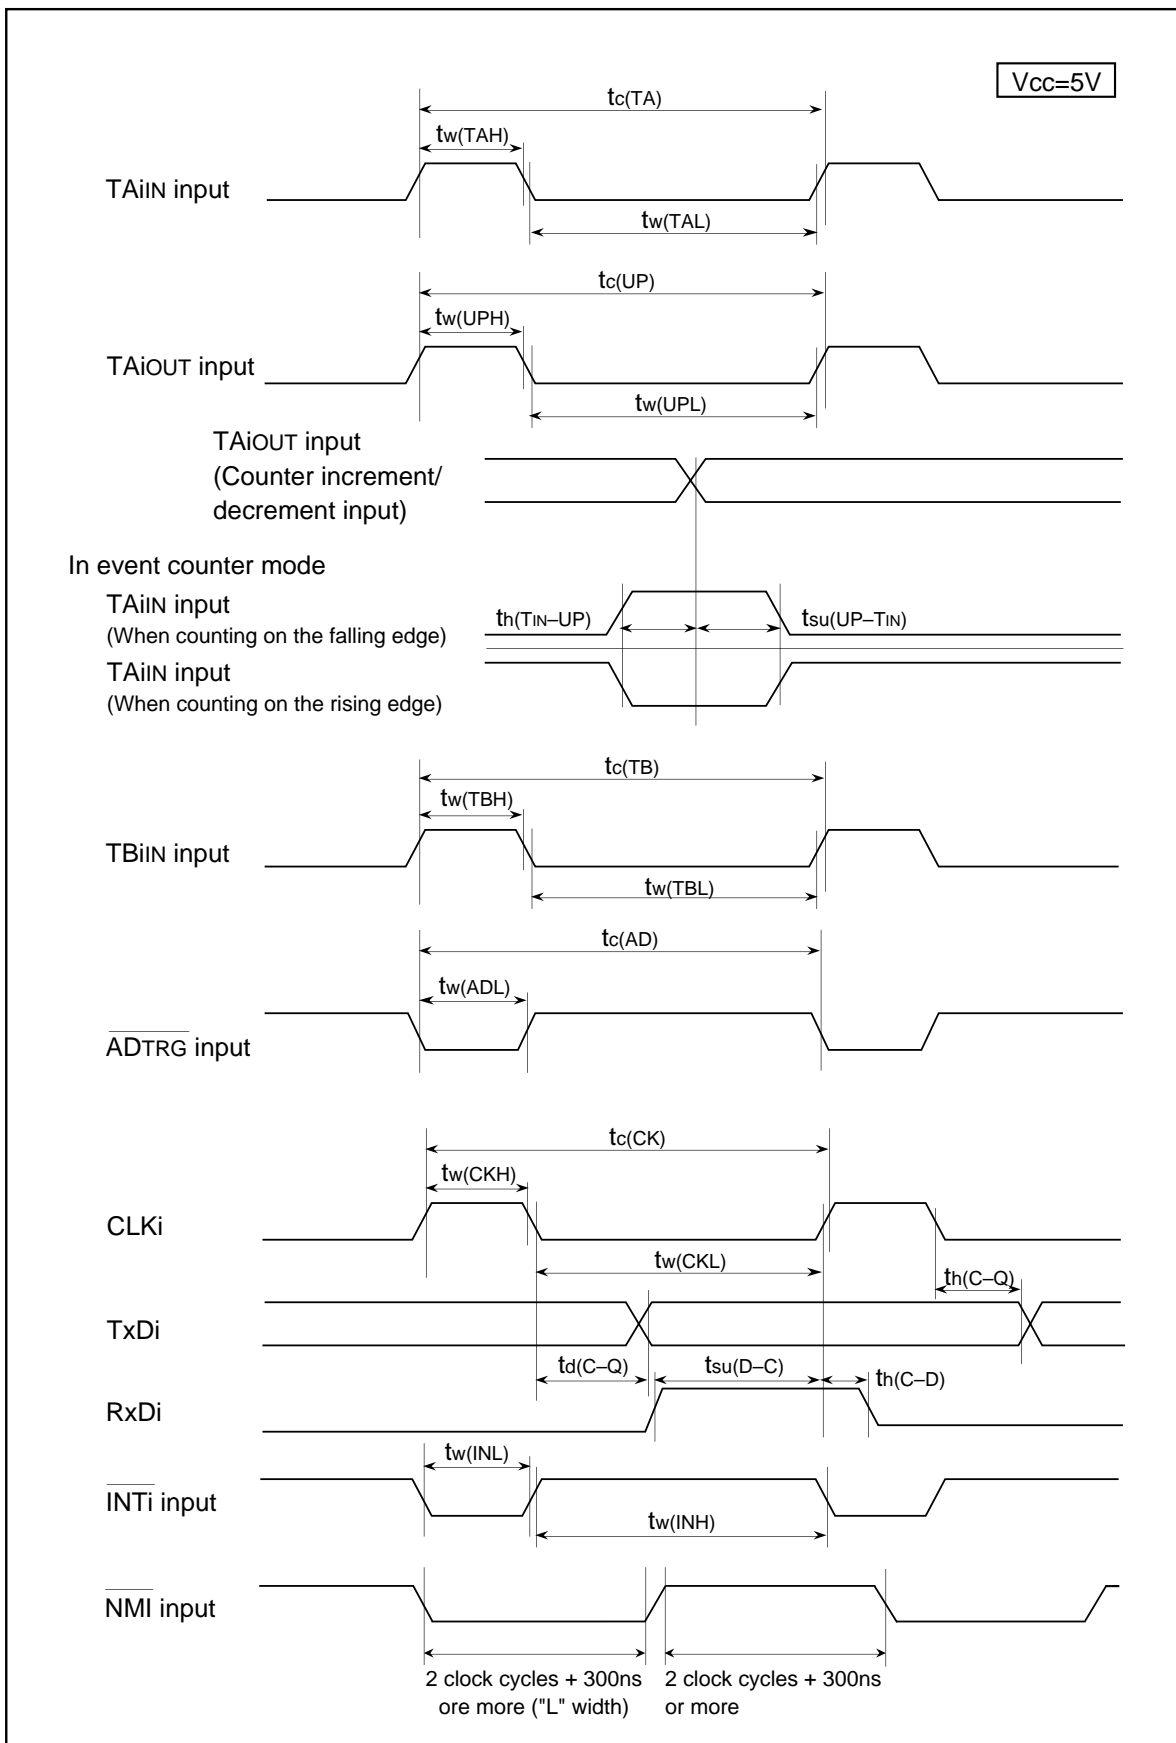 Vcc=5V
tc(TA)
tw(TAH)
TAiIN input
tw(TAL)
tc(UP)
tw(UPH)
TAiOUT input
tw(UPL)
TAiOUT input
(Counter increment/
decrement input)
In event counter mode
TAiIN input
(When counting on the falling edge)
th(TIN–UP)
tsu(UP–TIN)
TAiIN input
(When counting on the rising edge)
tc(TB)
tw(TBH)
TBiIN input
tw(TBL)
tc(AD)
tw(ADL)
ADTRG input
tc(CK)
tw(CKH)
CLKi
tw(CKL)
th(C–Q)
TxDi
td(C–Q)
tsu(D–C)
th(C–D)
RxDi
tw(INL)
INTi input
tw(INH)
NMI input
2 clock cycles + 300ns
ore more ("L" width)
2 clock cycles + 300ns
or more